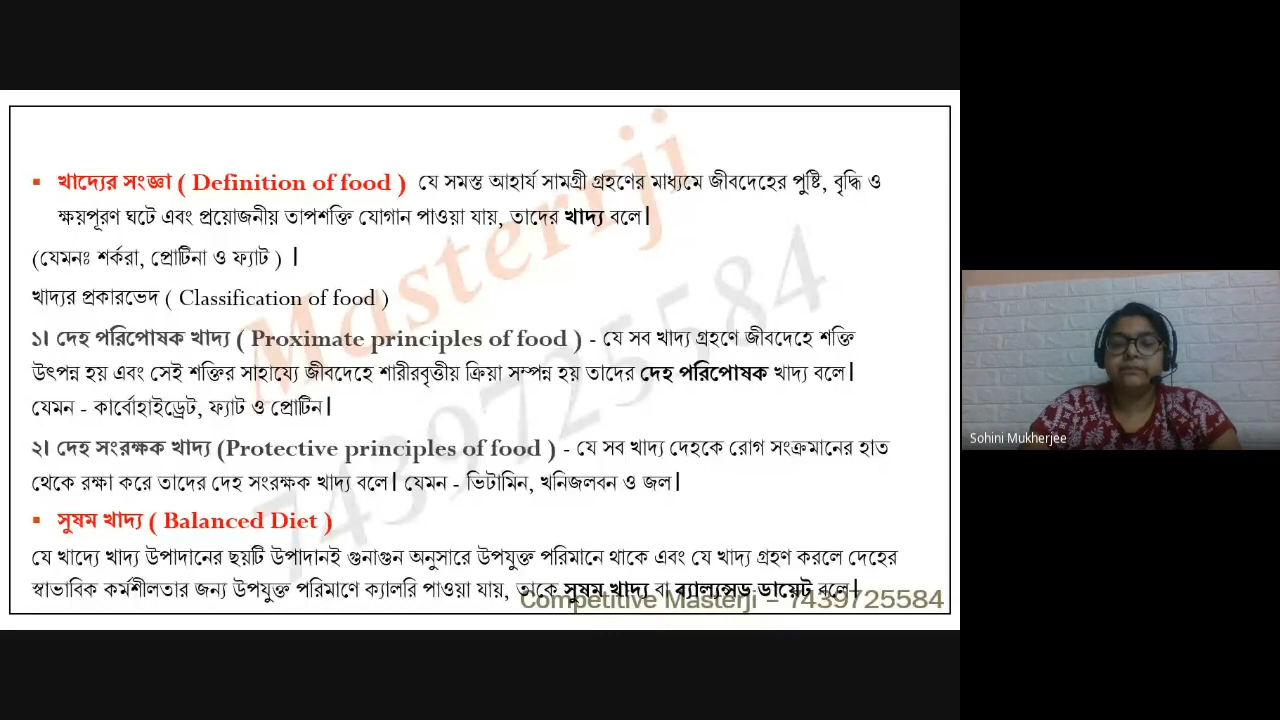 খাদ্যের সংজ্ঞা ( Definition of food ) যে সমস্ত আহার্য সামগ্রী গ্রহণের মাধ্যমে জীবদেহের পুষ্টি, বৃদ্ধি ও
ক্ষয়পূরণ ঘটে এবং প্রয়োজনীয় তাপশক্তি যোগান পাওয়া যায়, তাদের খাদ্য বলে|
(যেমনঃ শর্করা, প্রোটিনা ও ফ্যাট ) |
খাদ্যর প্রকারভেদ ( Classification of food )
১। দেহ পরিপোষক খাদ্য ( Proximate principles of food ) - যে সব খাদ্য গ্রহণে জীবদেহে শক্তি
উৎপন্ন হয় এবং সেই শক্তির সাহায্যে জীবদেহে শারীরবৃত্তীয় ক্রিয়া সম্পন্ন হয় তাদের দেহ পরিপোষক খাদ্য বলে|
যেমন - কার্বোহাইড্রেট, ফ্যাট ও প্রোটিন|
২। দেহ সংরক্ষক খাদ্য (Protective principles of food ) - যে সব খাদ্য দেহকে রোগ সংক্রমানের হাত
থেকে রক্ষা করে তাদের দেহ সংরক্ষক খাদ্য বলে| যেমন - ভিটামিন, খনিজলবন ও জল|
সুষম খাদ্য ( Balanced Diet )
যে খাদ্যে খাদ্য উপাদানের ছয়টি উপাদানই গুনাগুন অনুসারে উপযুক্ত পরিমানে থাকে এবং যে খাদ্য গ্রহণ করলে দেহের
স্বাভাবিক কর্মশীলতার জন্য উপযুক্ত পরিমাণে ক্যালরি পাওয়া যায়, তাকে সুষম খাদ্য বা ব্যাল্যন্সড ডায়েট বলে|
Competitive Masterji – 7439725584
Masterji
7439725584
Sohini Mukherjee